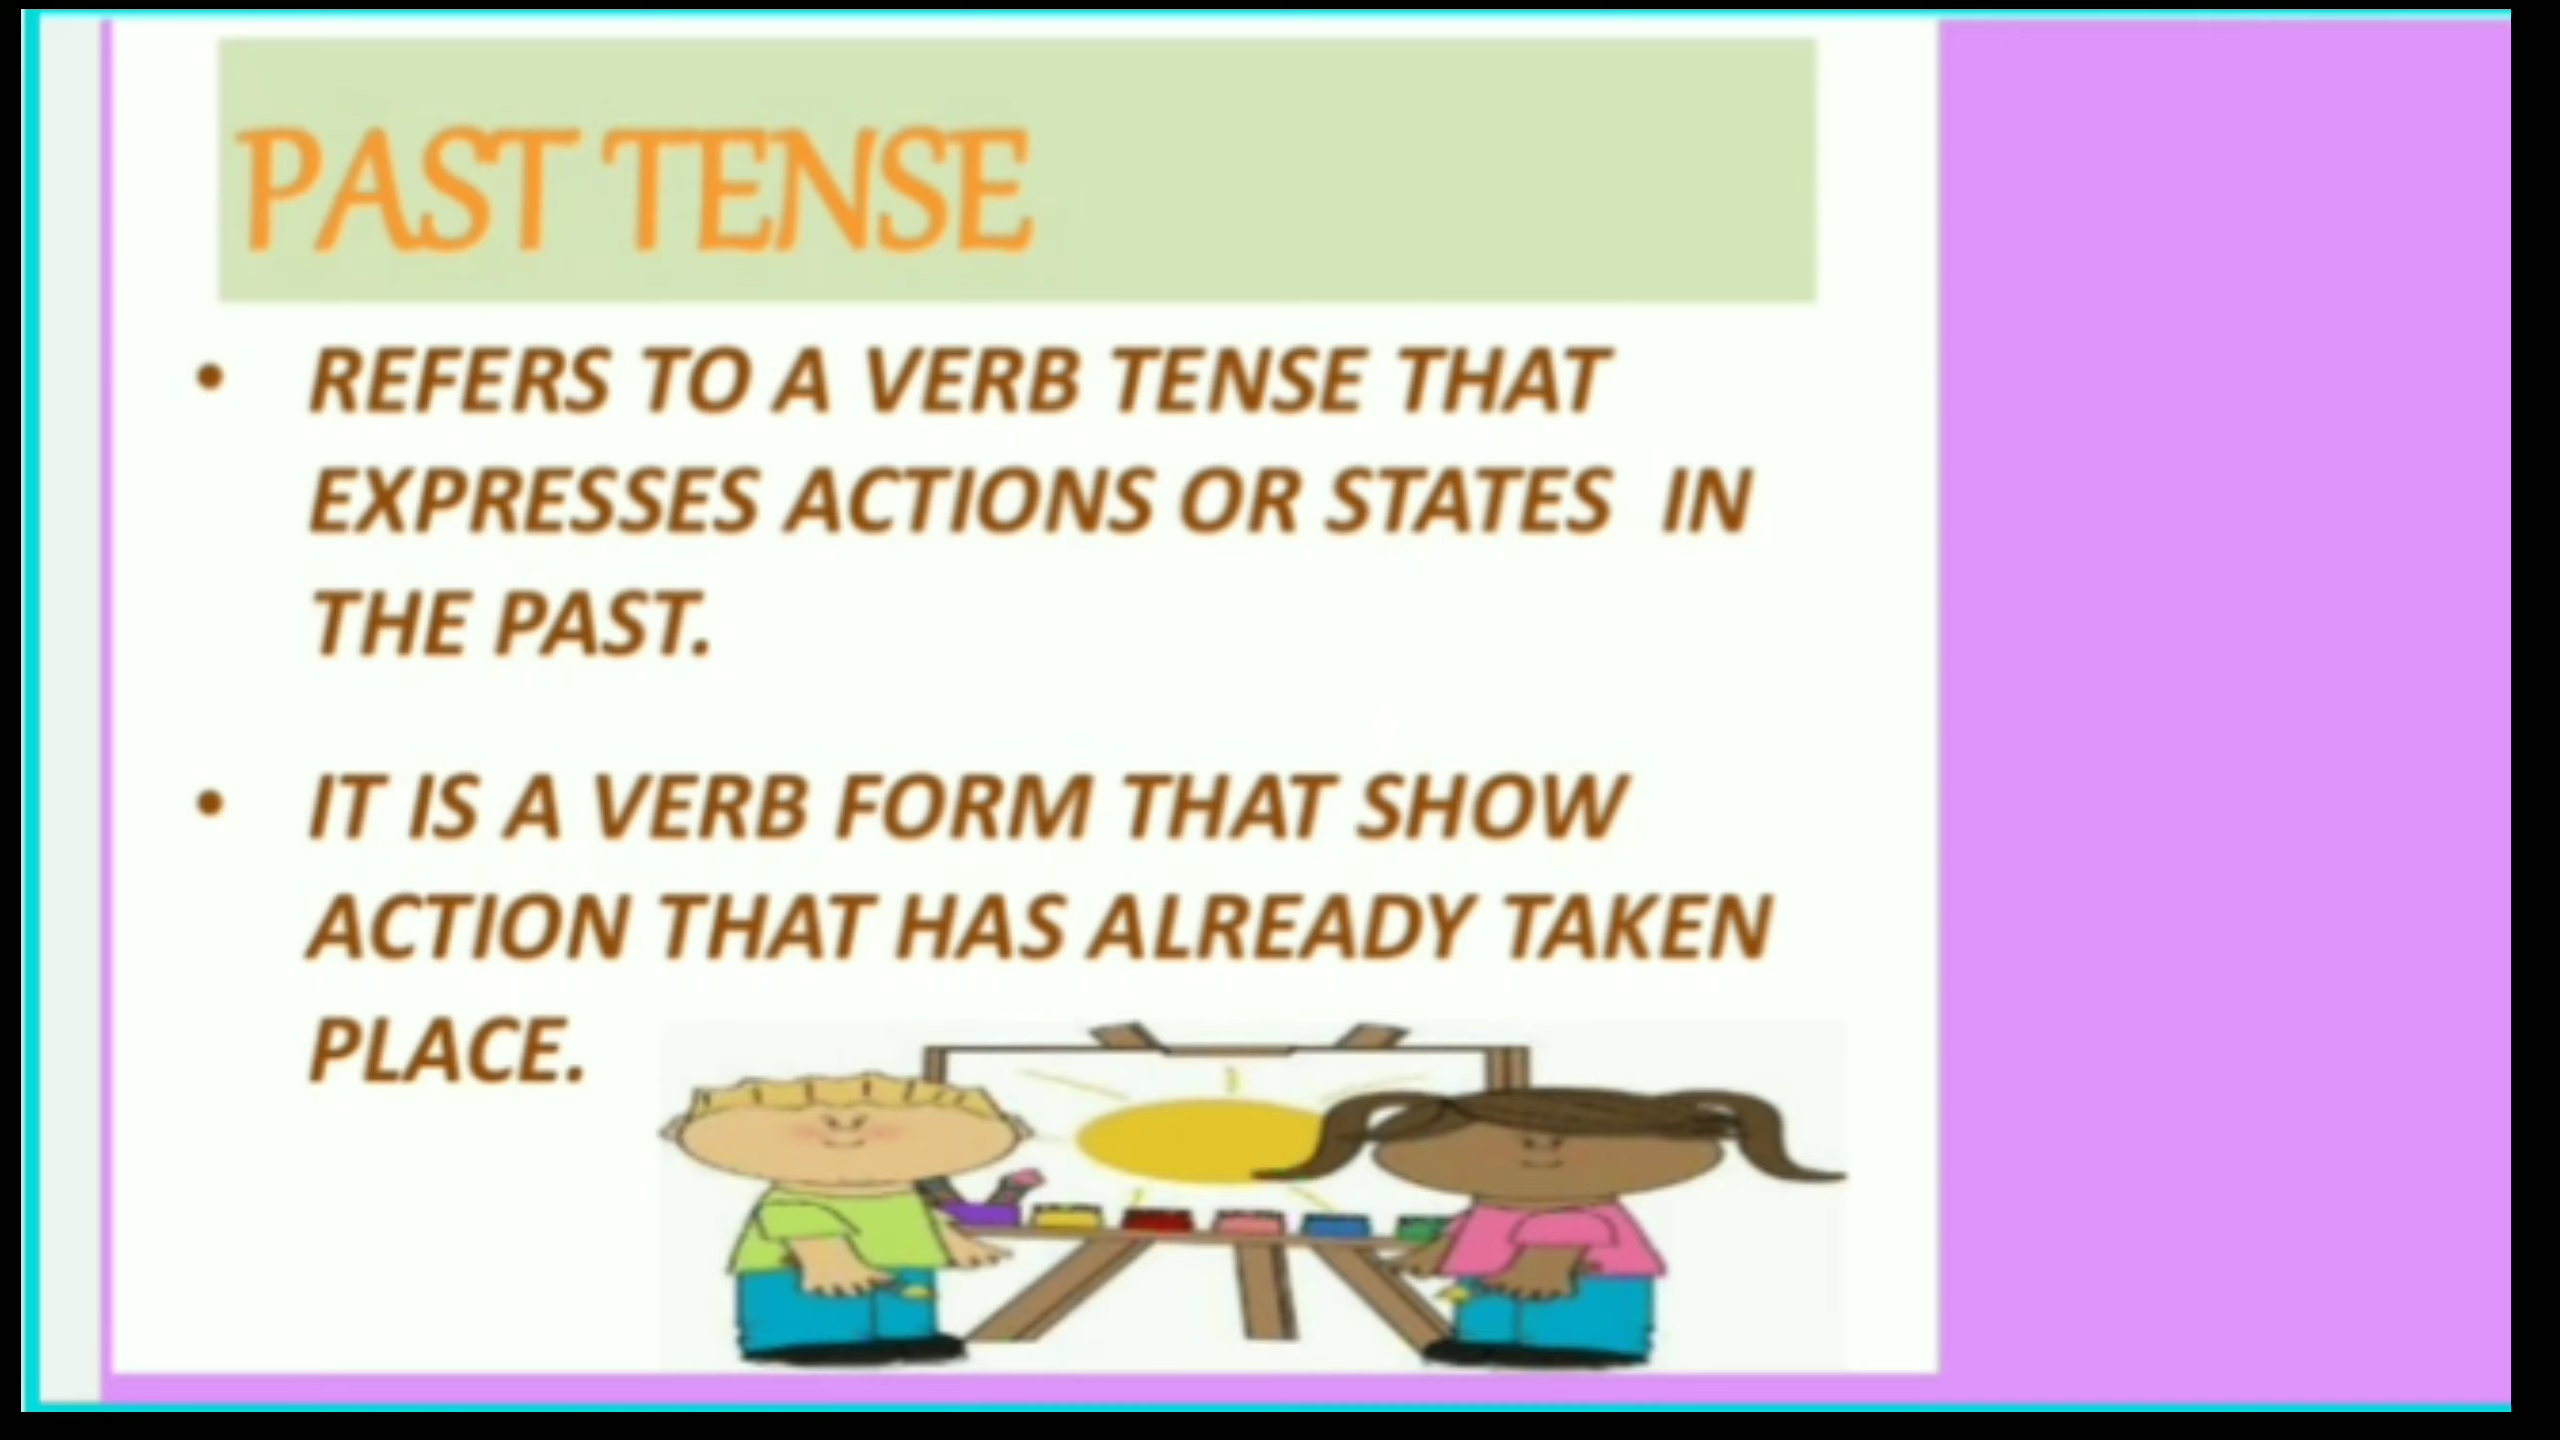 PAST TENSE
• REFERS TO A VERB TENSE THAT
EXPRESSES ACTIONS OR STATES IN
THE PAST.
• IT IS A VERB FORM THAT SHOW
ACTION THAT HAS ALREADY TAKEN
PLACE.